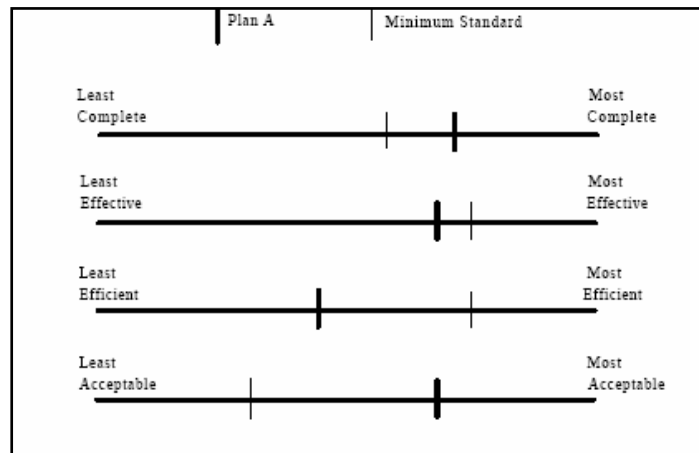 Plan A
Minimum Standard
Least
Complete
Most
Complete
Least
Effective
Most
Effective
Least
Efficient
Most
Efficient
Least
Acceptable
Most
Acceptable